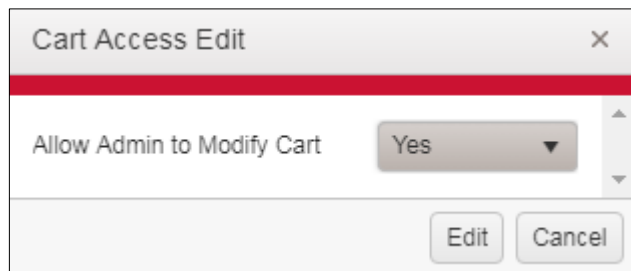 Cart Access Edit
Allow Admin to Modify Cart Yes
Edit Cancel